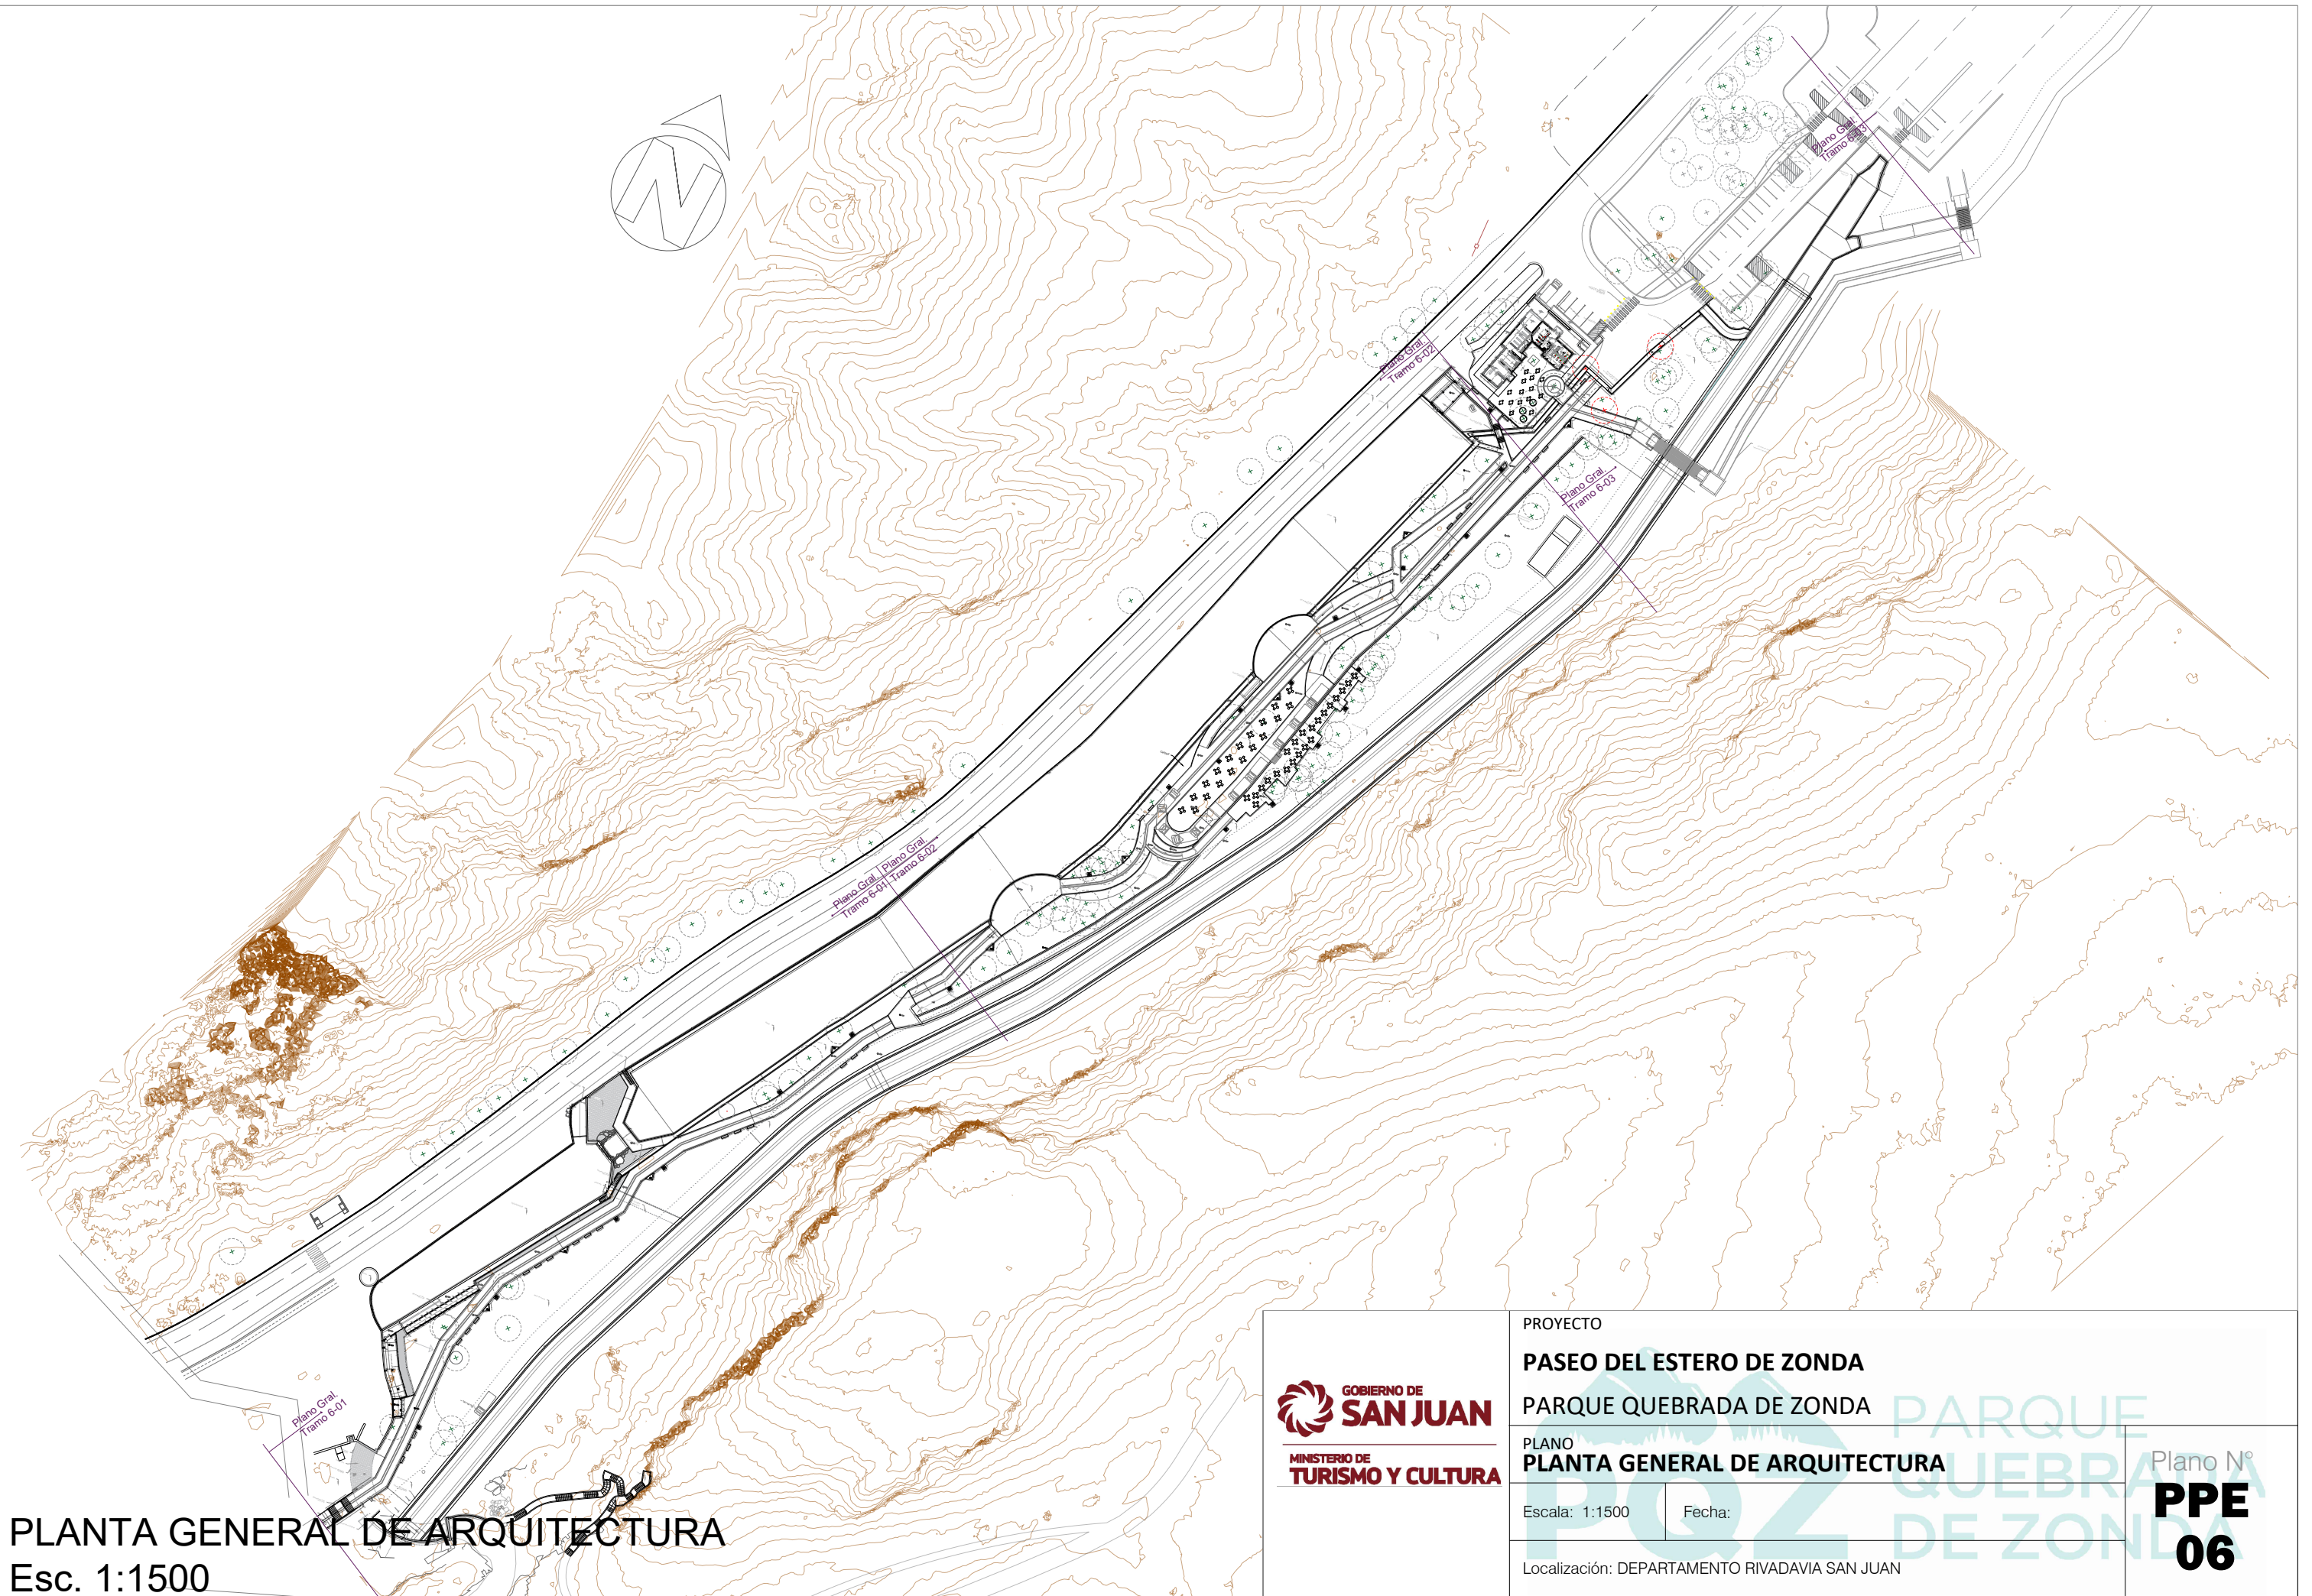 N
Plano Gral.
Tramo 6-03
Plano Gral.
Tramo 6-02
Plano Gral.
Tramo 6-03
Plano Gral.
Tramo 6-01
Plano Gral.
Tramo 6-02
Plano Gral.
Tramo 6-01
PLANTA GENERAL DE ARQUITECTURA
Esc. 1:1500
GOBIERNO DE
SAN JUAN
MINISTERIO DE
TURISMO Y CULTURA
PROYECTO
PASEO DEL ESTERO DE ZONDA
PARQUE QUEBRADA DE ZONDA
PLANO
PLANTA GENERAL DE ARQUITECTURA
Escala: 1:1500
Fecha:
Localización: DEPARTAMENTO RIVADAVIA SAN JUAN
Plano N°
PPE
06
PQZ
PARQUE
QUEBRADA
DE ZONDA